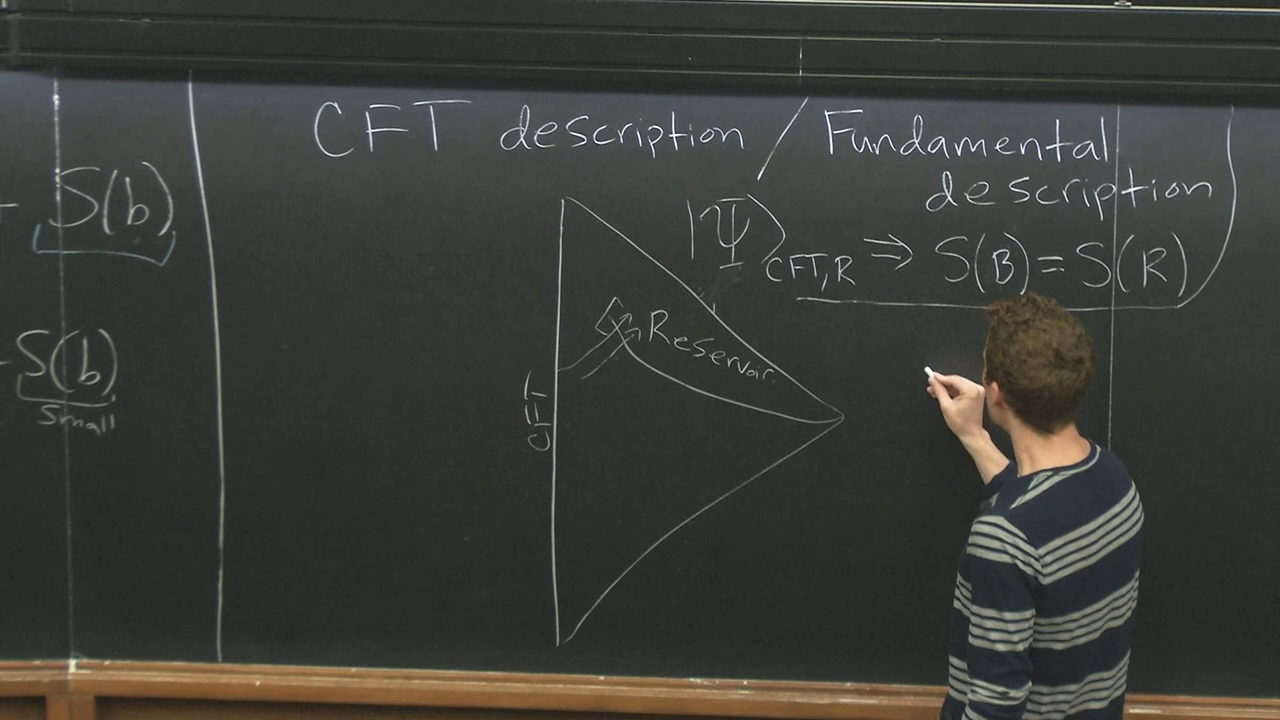 S(b)
S(b)
small
CFT description / Fundamental
description
|Ψ⟩CFT,R ⇒ S(B) = S(R)
Reservoir
CFT